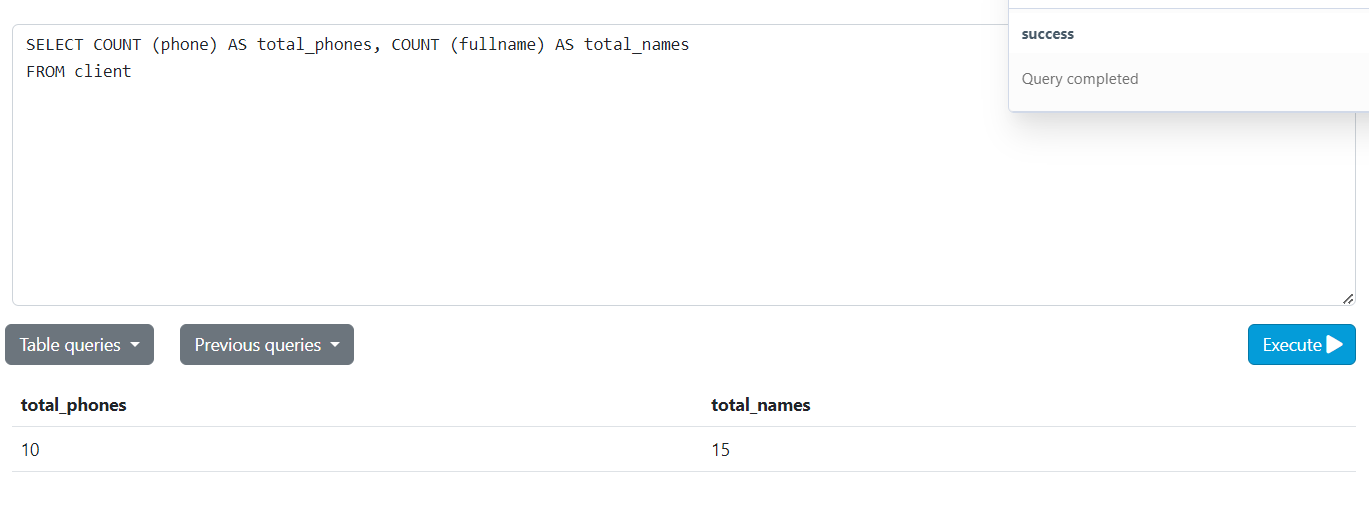 SELECT COUNT (phone) AS total_phones, COUNT (fullname) AS total_names
FROM client
success
Query completed
Table queries
Previous queries
Execute
total_phones total_names
10 15